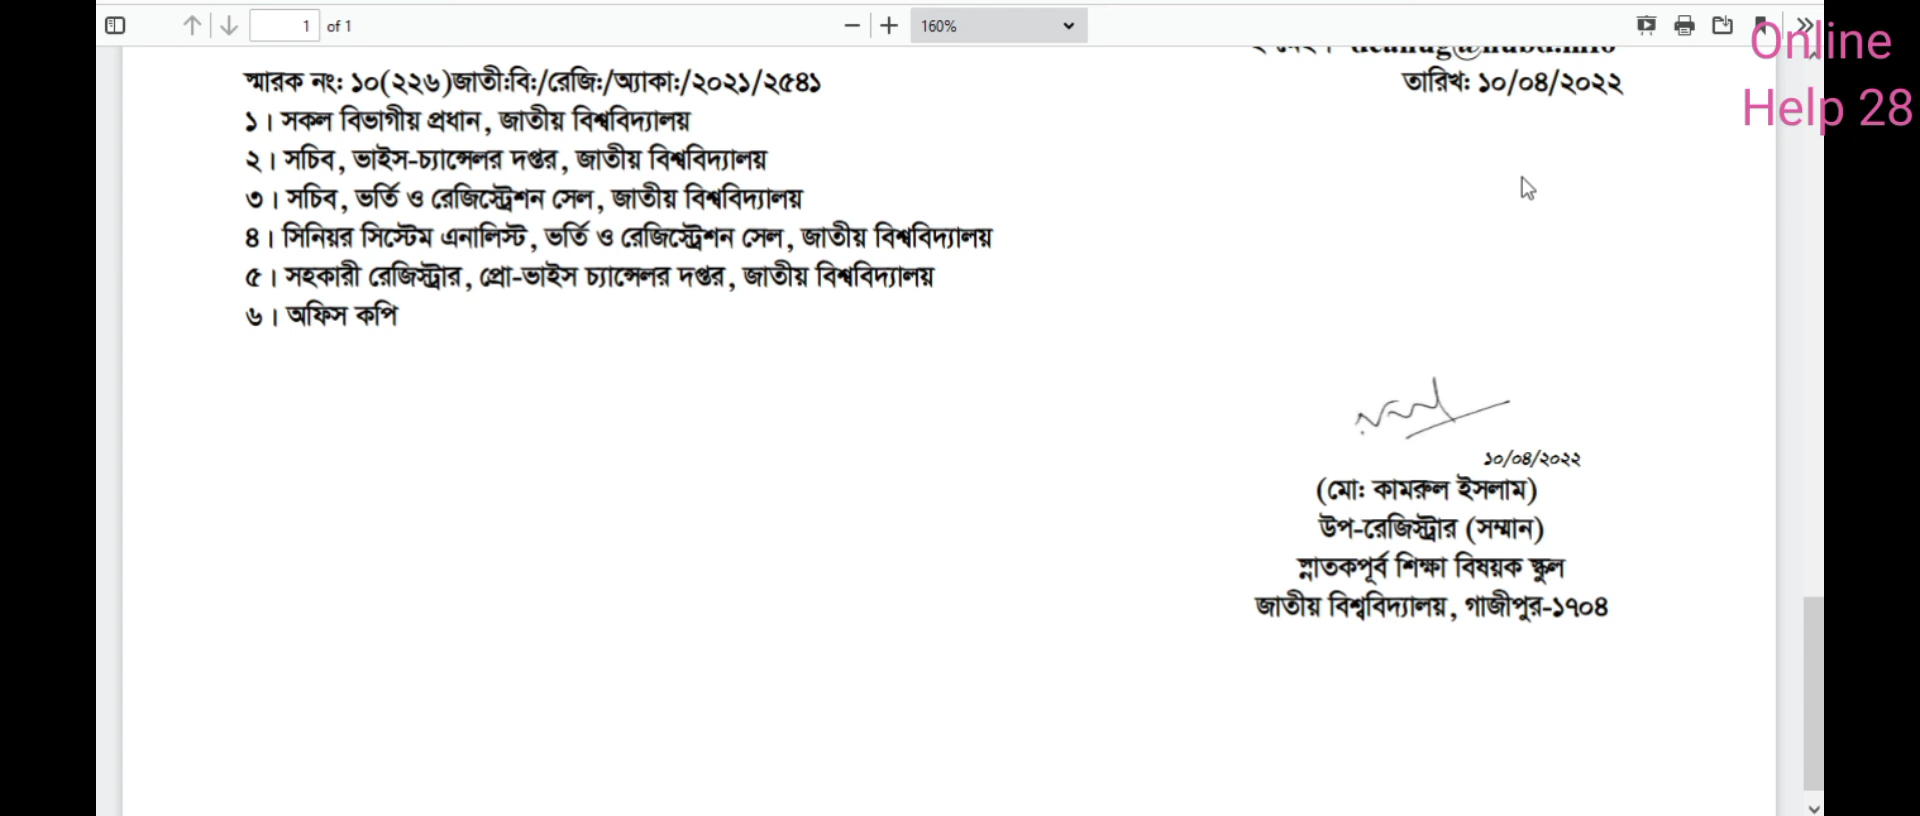 1 of 1
160%
Online
Help 28
স্মারক নং: ১০(২২৬)জাতী:বি:/রেজি:/অ্যাকা:/২০২১/২৫৪১
তারিখ: ১০/০৪/২০২২
১। সকল বিভাগীয় প্রধান, জাতীয় বিশ্ববিদ্যালয়
২। সচিব, ভাইস-চ্যান্সেলর দপ্তর, জাতীয় বিশ্ববিদ্যালয়
৩। সচিব, ভর্তি ও রেজিস্ট্রেশন সেল, জাতীয় বিশ্ববিদ্যালয়
৪। সিনিয়র সিস্টেম এনালিস্ট, ভর্তি ও রেজিস্ট্রেশন সেল, জাতীয় বিশ্ববিদ্যালয়
৫। সহকারী রেজিস্ট্রার, প্রো-ভাইস চ্যান্সেলর দপ্তর, জাতীয় বিশ্ববিদ্যালয়
৬। অফিস কপি
১০/০৪/২০২২
(মো: কামরুল ইসলাম)
উপ-রেজিস্ট্রার (সম্মান)
স্নাতকপূর্ব শিক্ষা বিষয়ক স্কুল
জাতীয় বিশ্ববিদ্যালয়, গাজীপুর-১৭০৪